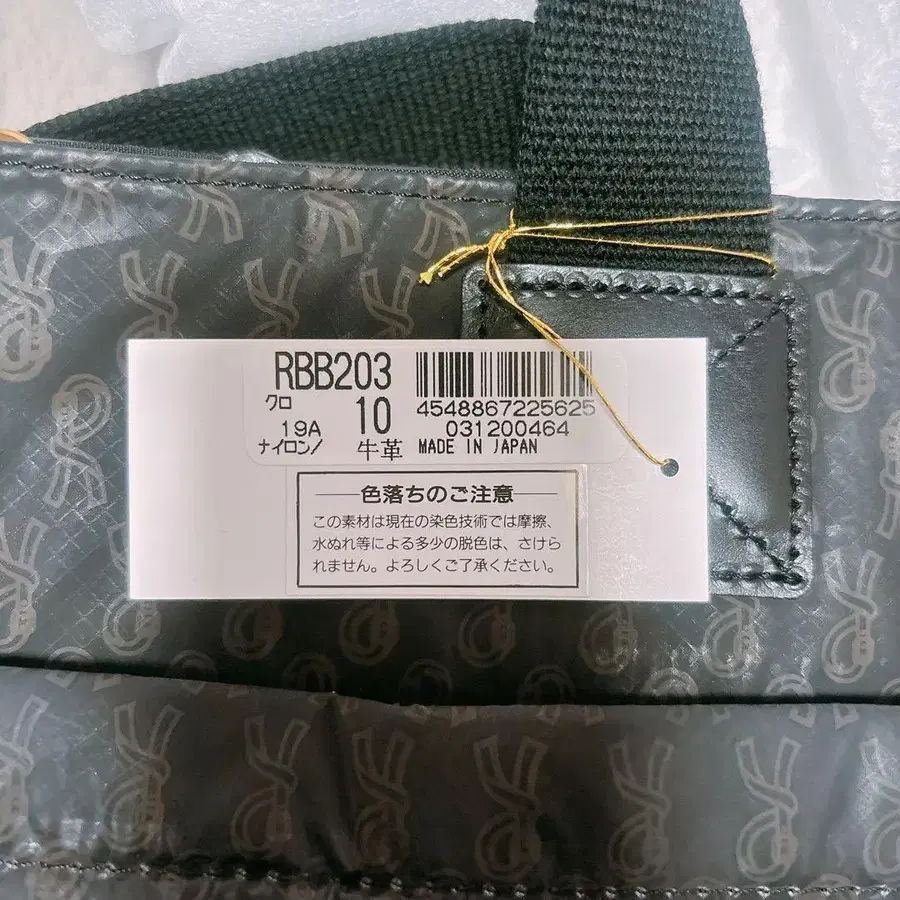 RBB203
クロ 10
19A
ナイロン/ 牛革
4548867225625
031200464
MADE IN JAPAN
色落ちのご注意
この素材は現在の染色技術では摩擦、
水ぬれ等による多少の脱色は、さけら
れません。よろしくご了承ください。